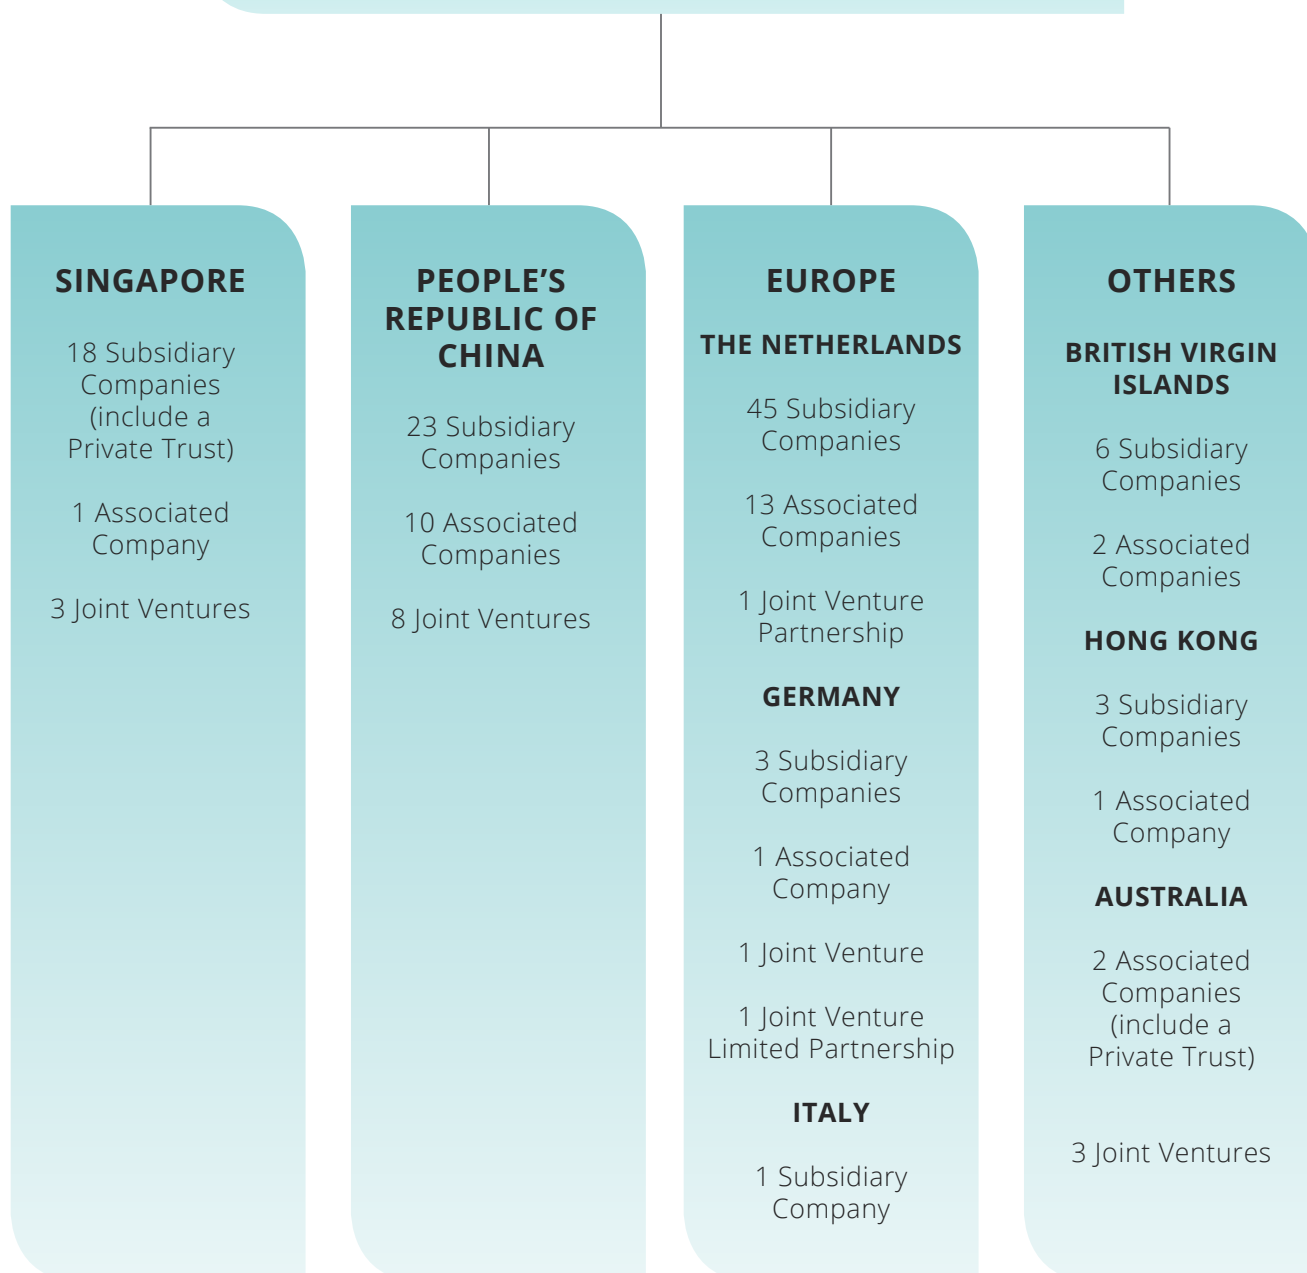 SINGAPORE
18 Subsidiary
Companies
(include a
Private Trust)
1 Associated
Company
3 Joint Ventures
PEOPLE’S
REPUBLIC OF
CHINA
23 Subsidiary
Companies
10 Associated
Companies
8 Joint Ventures
EUROPE
THE NETHERLANDS
45 Subsidiary
Companies
13 Associated
Companies
1 Joint Venture
Partnership
GERMANY
3 Subsidiary
Companies
1 Associated
Company
1 Joint Venture
1 Joint Venture
Limited Partnership
ITALY
1 Subsidiary
Company
OTHERS
BRITISH VIRGIN
ISLANDS
6 Subsidiary
Companies
2 Associated
Companies
HONG KONG
3 Subsidiary
Companies
1 Associated
Company
AUSTRALIA
2 Associated
Companies
(include a
Private Trust)
3 Joint Ventures